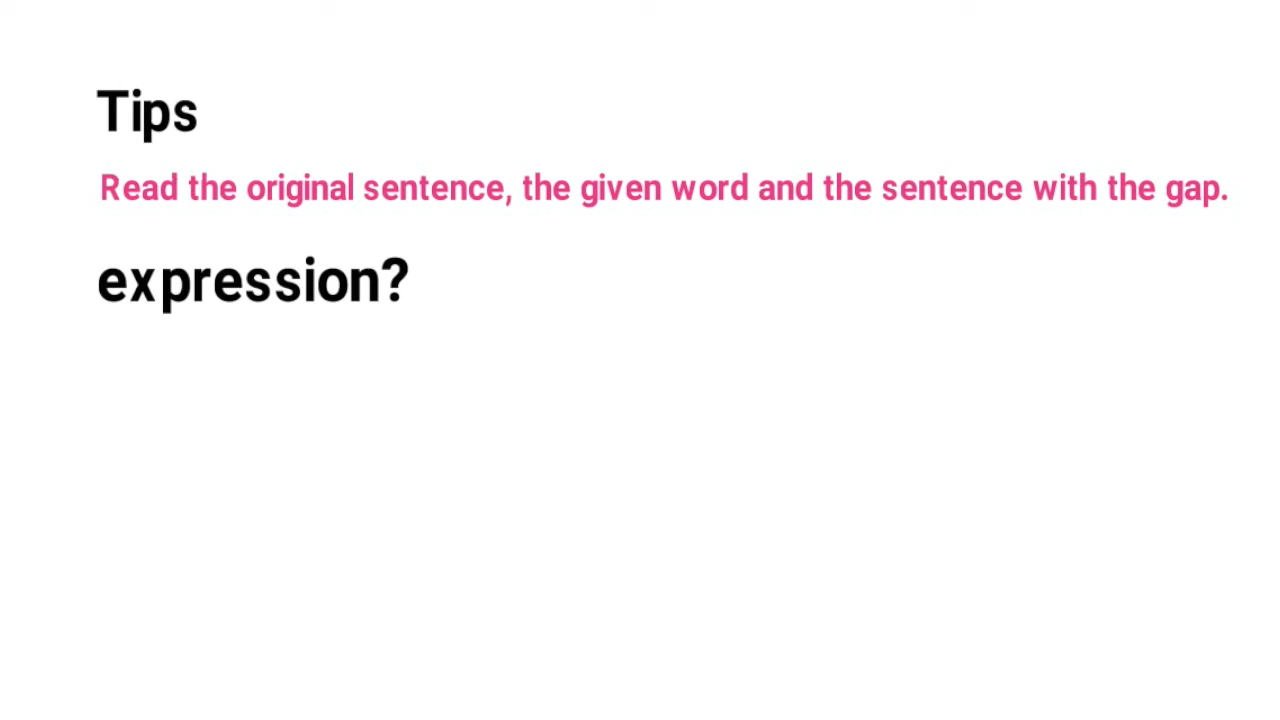 Tips
Read the original sentence, the given word and the sentence with the gap.
expression?